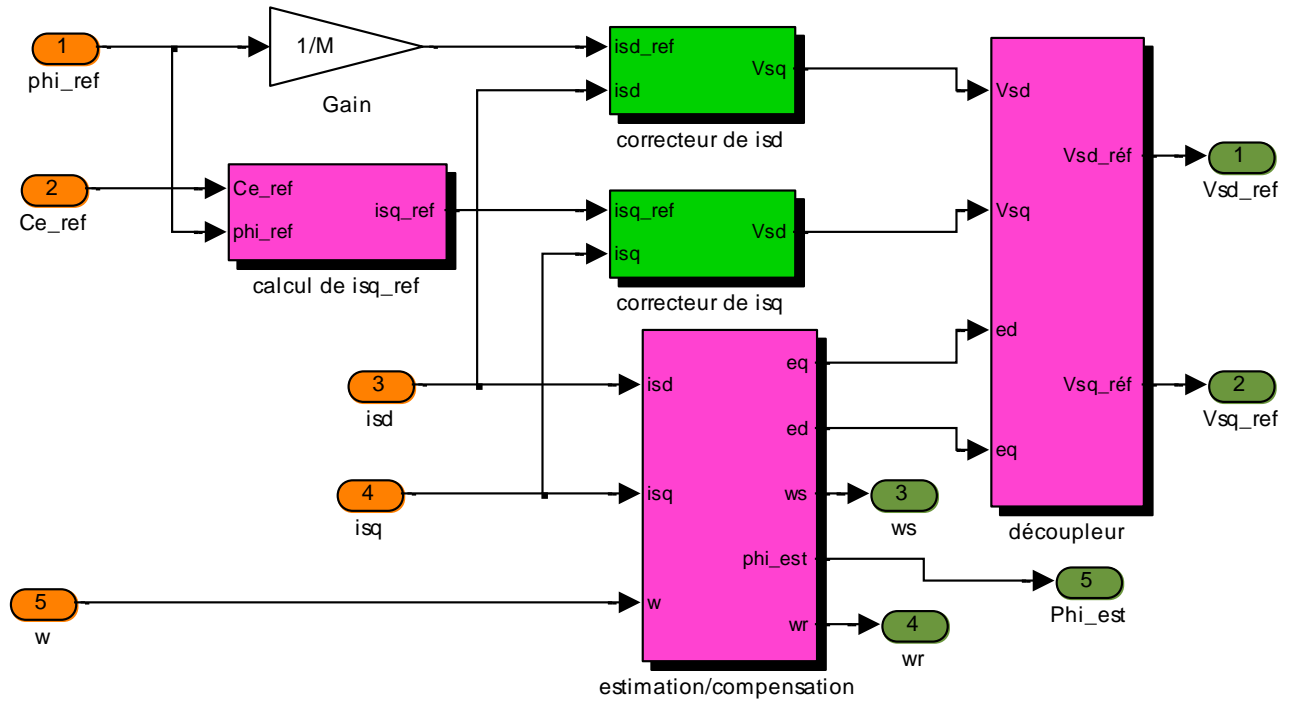 1
phi_ref
1/M
Gain
isd_ref
isd
Vsq
correcteur de isd
2
Ce_ref
Ce_ref
phi_ref
isq_ref
calcul de isq_ref
isq_ref
isq
Vsd
correcteur de isq
Vsd
Vsq
ed
eq
Vsd_réf
Vsq_réf
découpleur
1
Vsd_ref
2
Vsq_ref
3
isd
4
isq
5
w
isd
isq
w
eq
ed
ws
phi_est
wr
estimation/compensation
3
ws
5
Phi_est
4
wr